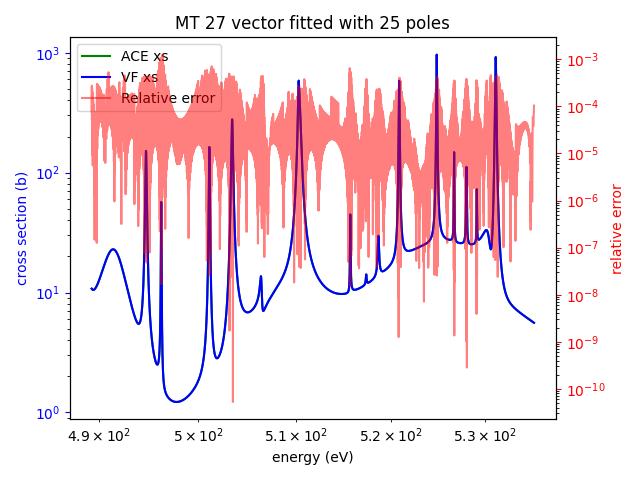 MT 27 vector fitted with 25 poles
ACE xs
VF xs
Relative error
cross section (b)
10³
10²
10¹
10⁰
10⁻³
10⁻⁴
10⁻⁵
10⁻⁶
10⁻⁷
10⁻⁸
10⁻⁹
10⁻¹⁰
relative error
4.9 × 10² 5 × 10² 5.1 × 10² 5.2 × 10² 5.3 × 10²
energy (eV)